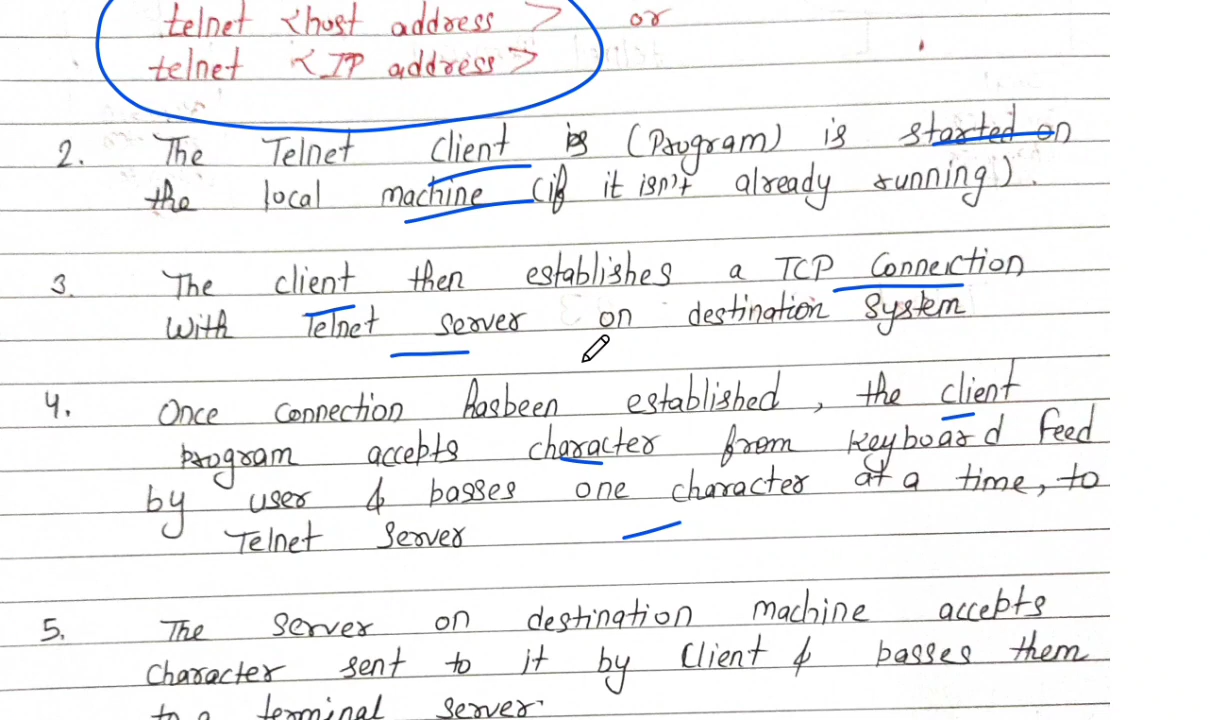 telnet <host address > or
telnet <IP address>
2. The Telnet Client is (Program) is started on
the local machine (if it isn't already running).
3. The client then establishes a TCP Connection
With Telnet server on destination System
4. Once Connection hasbeen established, the client
program accepts character from keyboard feed
by user & passes one character at a time, to
Telnet Server
5. The Server on destination machine accepts
Character sent to it by Client & passes them
to a terminal server.